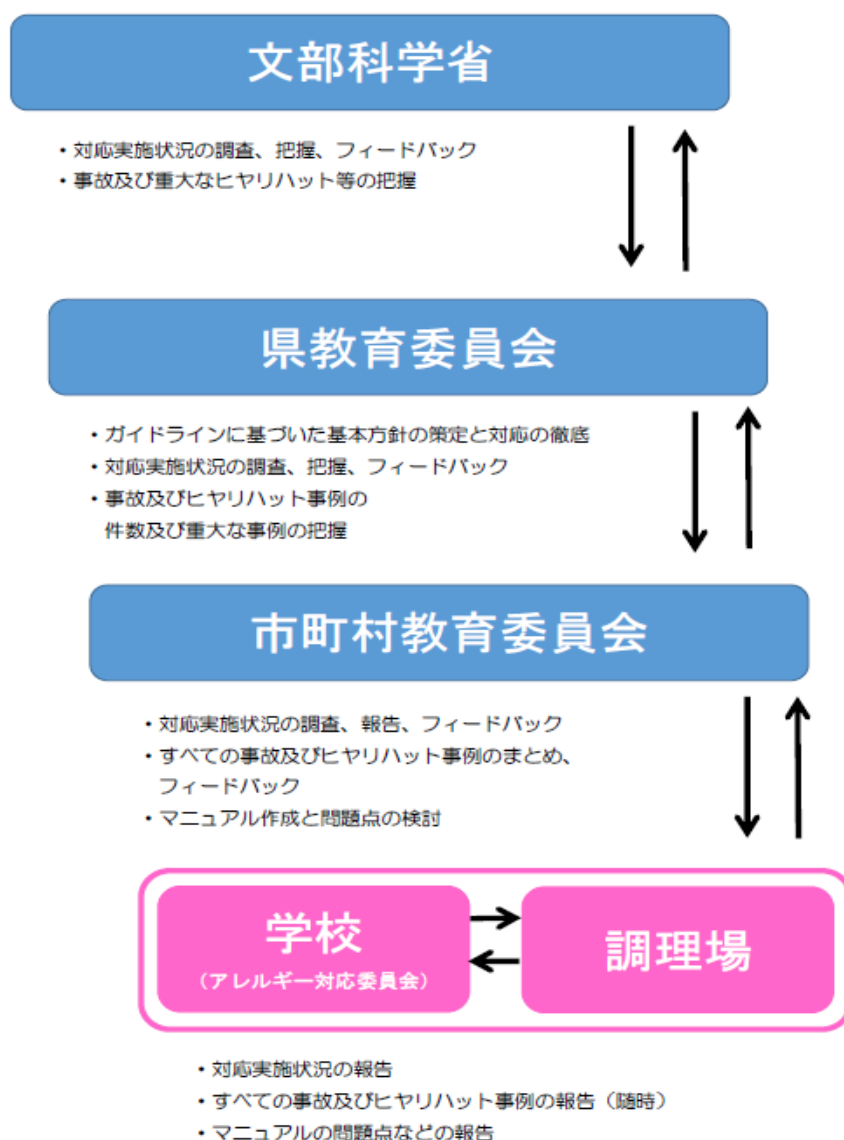 文部科学省
・対応実施状況の調査、把握、フィードバック
・事故及び重大なヒヤリハット等の把握
県教育委員会
・ガイドラインに基づいた基本方針の策定と対応の徹底
・対応実施状況の調査、把握、フィードバック
・事故及びヒヤリハット事例の
件数及び重大な事例の把握
市町村教育委員会
・対応実施状況の調査、報告、フィードバック
・すべての事故及びヒヤリハット事例のまとめ、
フィードバック
・マニュアル作成と問題点の検討
学校
（アレルギー対応委員会）
調理場
・対応実施状況の報告
・すべての事故及びヒヤリハット事例の報告（随時）
・マニュアルの問題点などの報告